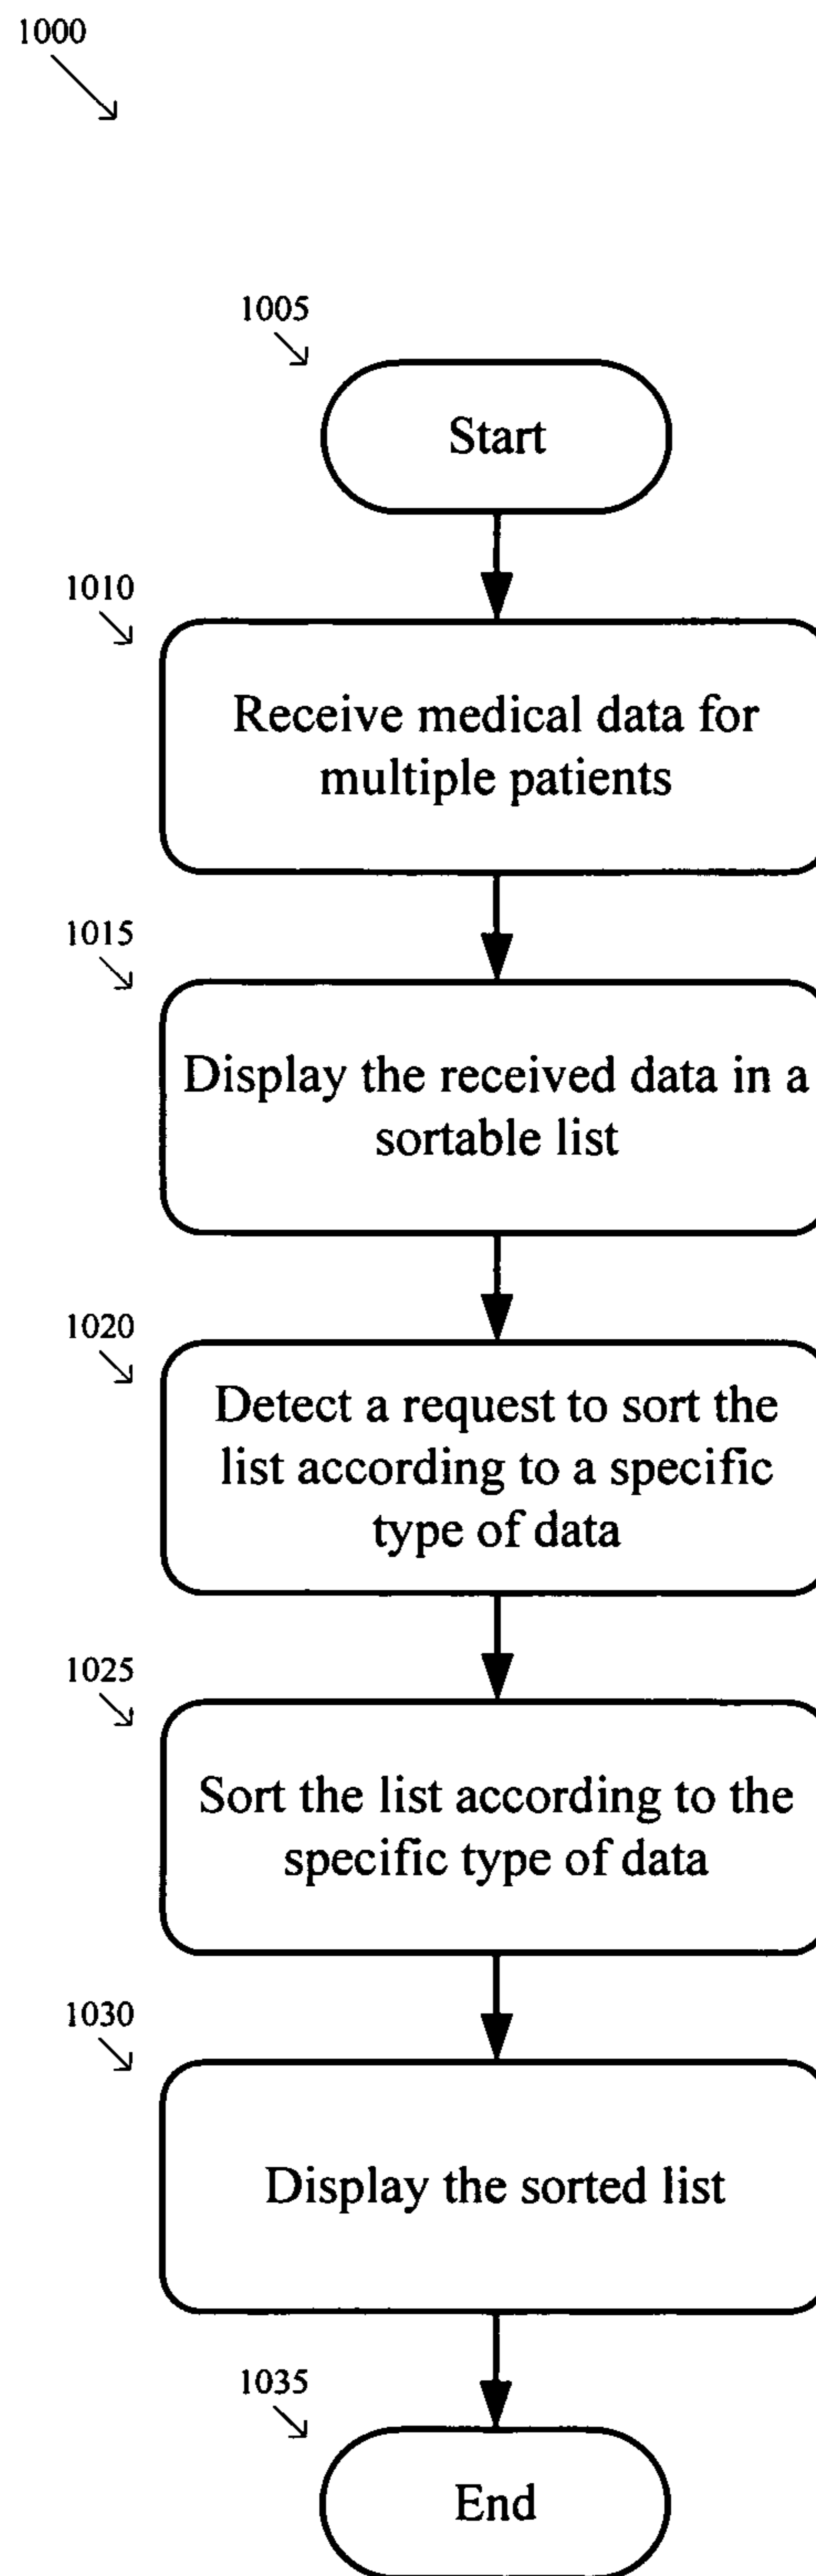 1000
1005
Start
1010
Receive medical data for
multiple patients
1015
Display the received data in a
sortable list
1020
Detect a request to sort the
list according to a specific
type of data
1025
Sort the list according to the
specific type of data
1030
Display the sorted list
1035
End